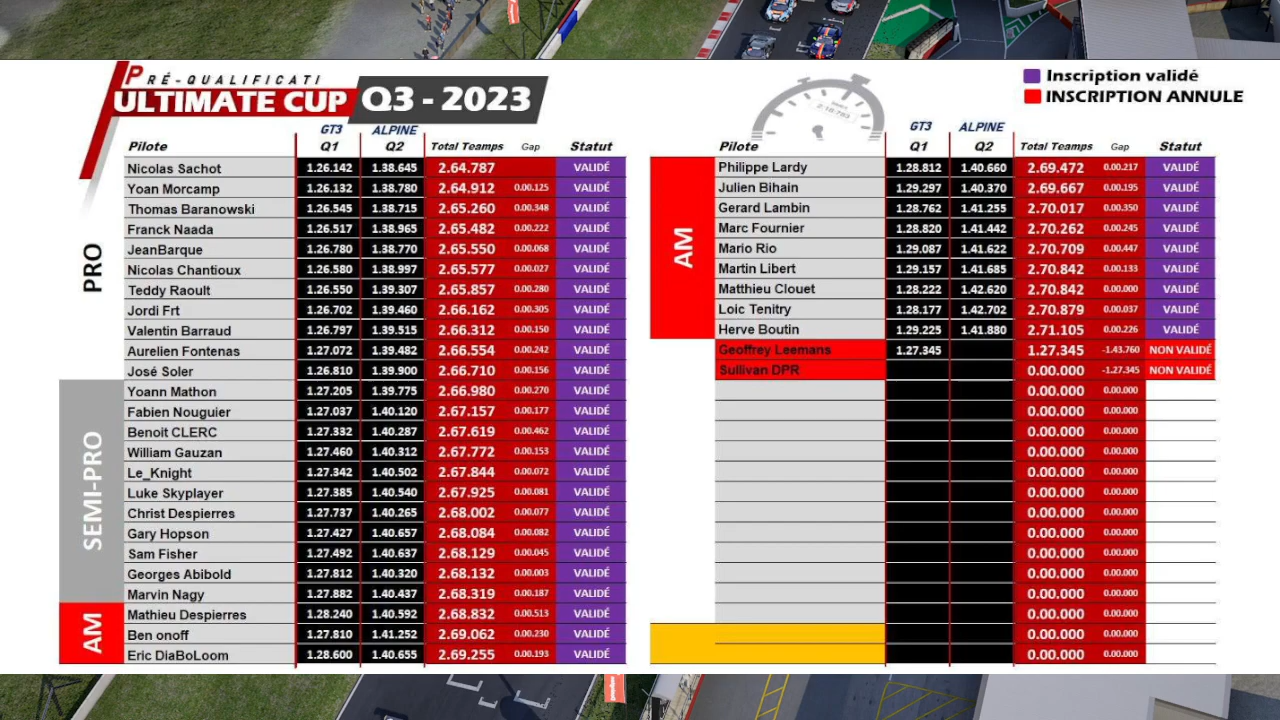 PRÉ-QUALIFICATI
ULTIMATE CUP Q3 - 2023
Inscription validé
INSCRIPTION ANNULE
GT3 ALPINE
Pilote Q1 Q2 Total Teamps Gap Statut
PRO
Nicolas Sachot 1.26.142 1.38.645 2.64.787 VALIDÉ
Yoan Morcamp 1.26.132 1.38.780 2.64.912 0.00.125 VALIDÉ
Thomas Baranowski 1.26.545 1.38.715 2.65.260 0.00.348 VALIDÉ
Franck Naada 1.26.517 1.38.965 2.65.482 0.00.222 VALIDÉ
JeanBarque 1.26.780 1.38.770 2.65.550 0.00.068 VALIDÉ
Nicolas Chantioux 1.26.580 1.38.997 2.65.577 0.00.027 VALIDÉ
Teddy Raoult 1.26.550 1.39.307 2.65.857 0.00.280 VALIDÉ
Jordi Frt 1.26.702 1.39.460 2.66.162 0.00.305 VALIDÉ
Valentin Barraud 1.26.797 1.39.515 2.66.312 0.00.150 VALIDÉ
Aurelien Fontenas 1.27.072 1.39.482 2.66.554 0.00.242 VALIDÉ
José Soler 1.26.810 1.39.900 2.66.710 0.00.156 VALIDÉ
SEMI-PRO
Yoann Mathon 1.27.205 1.39.775 2.66.980 0.00.270 VALIDÉ
Fabien Nouguier 1.27.037 1.40.120 2.67.157 0.00.177 VALIDÉ
Benoit CLERC 1.27.332 1.40.287 2.67.619 0.00.462 VALIDÉ
William Gauzan 1.27.460 1.40.312 2.67.772 0.00.153 VALIDÉ
Le_Knight 1.27.342 1.40.502 2.67.844 0.00.072 VALIDÉ
Luke Skyplayer 1.27.385 1.40.540 2.67.925 0.00.081 VALIDÉ
Christ Despierres 1.27.737 1.40.265 2.68.002 0.00.077 VALIDÉ
Gary Hopson 1.27.427 1.40.657 2.68.084 0.00.082 VALIDÉ
Sam Fisher 1.27.492 1.40.637 2.68.129 0.00.045 VALIDÉ
Georges Abibold 1.27.812 1.40.320 2.68.132 0.00.003 VALIDÉ
Marvin Nagy 1.27.882 1.40.437 2.68.319 0.00.187 VALIDÉ
AM
Mathieu Despierres 1.28.240 1.40.592 2.68.832 0.00.513 VALIDÉ
Ben onoff 1.27.810 1.41.252 2.69.062 0.00.230 VALIDÉ
Eric DiaBoLoom 1.28.600 1.40.655 2.69.255 0.00.193 VALIDÉ
GT3 ALPINE
Pilote Q1 Q2 Total Teamps Gap Statut
AM
Philippe Lardy 1.28.812 1.40.660 2.69.472 0.00.217 VALIDÉ
Julien Bihain 1.29.297 1.40.370 2.69.667 0.00.195 VALIDÉ
Gerard Lambin 1.28.762 1.41.255 2.70.017 0.00.350 VALIDÉ
Marc Fournier 1.28.820 1.41.442 2.70.262 0.00.245 VALIDÉ
Mario Rio 1.29.087 1.41.622 2.70.709 0.00.447 VALIDÉ
Martin Libert 1.29.157 1.41.685 2.70.842 0.00.133 VALIDÉ
Matthieu Clouet 1.28.222 1.42.620 2.70.842 0.00.000 VALIDÉ
Loic Tenitry 1.28.177 1.42.702 2.70.879 0.00.037 VALIDÉ
Herve Boutin 1.29.225 1.41.880 2.71.105 0.00.226 VALIDÉ
Geoffrey Leemans 1.27.345 1.27.345 -1.43.760 NON VALIDÉ
Sullivan DPR 0.00.000 -1.27.345 NON VALIDÉ
0.00.000 0.00.000
0.00.000 0.00.000
0.00.000 0.00.000
0.00.000 0.00.000
0.00.000 0.00.000
0.00.000 0.00.000
0.00.000 0.00.000
0.00.000 0.00.000
0.00.000 0.00.000
0.00.000 0.00.000
0.00.000 0.00.000
0.00.000 0.00.000
0.00.000 0.00.000
0.00.000 0.00.000